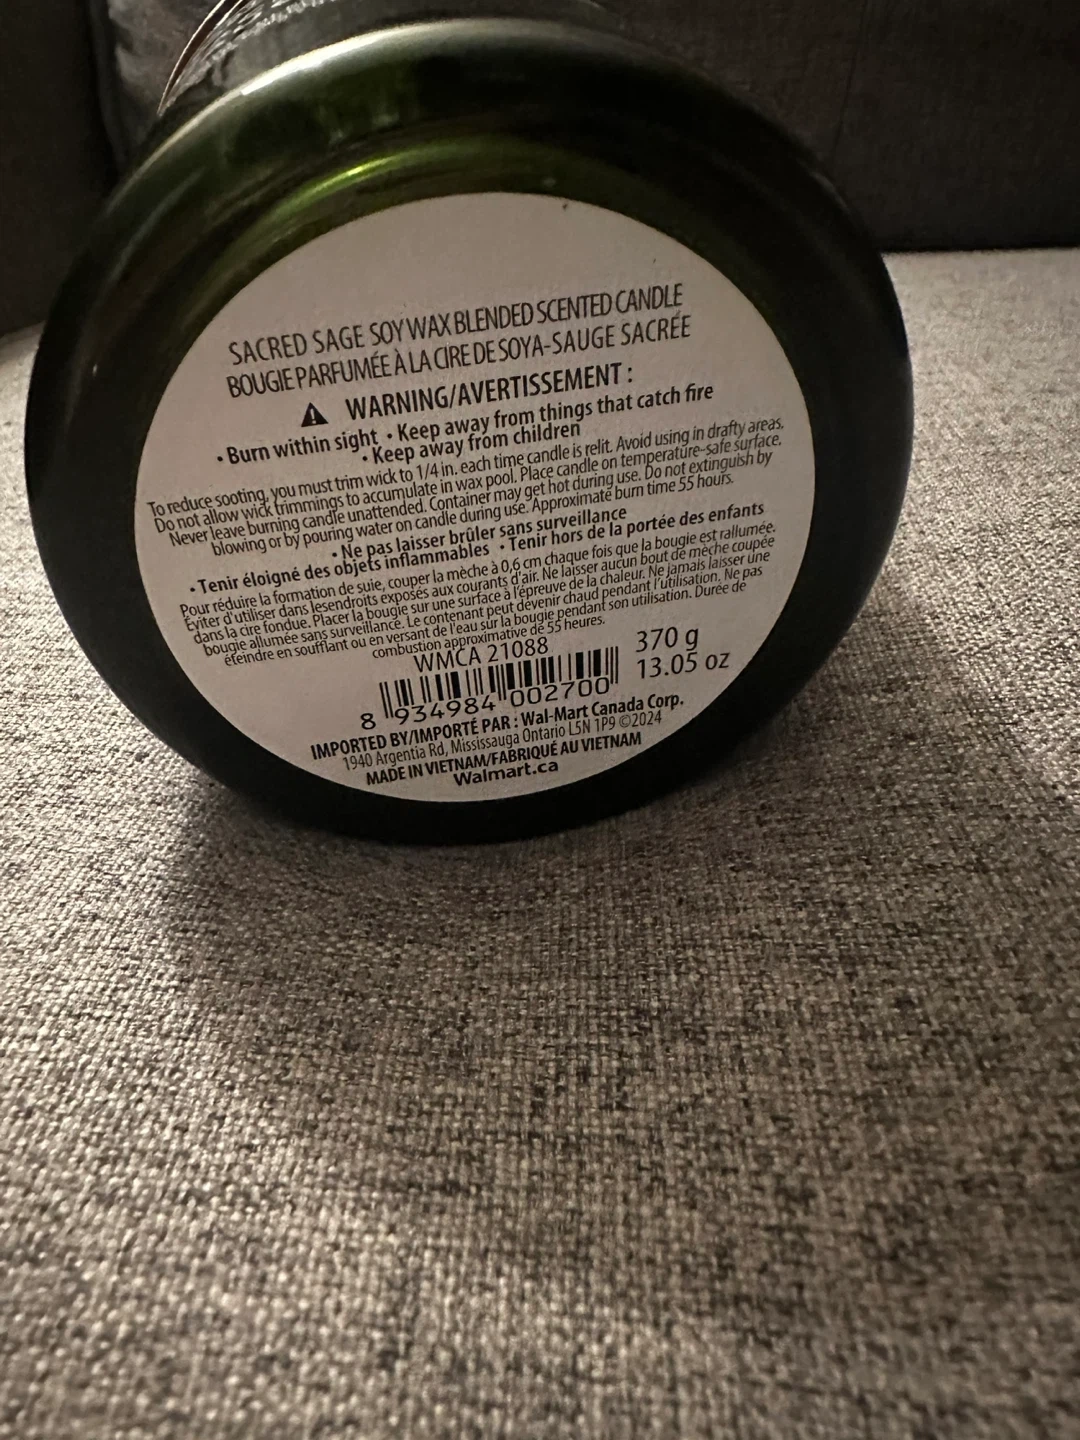 SACRED SAGE SOY WAX BLENDED SCENTED CANDLE
BOUGIE PARFUMÉE À LA CIRE DE SOYA-SAUGE SACRÉE
WARNING/AVERTISSEMENT :
• Burn within sight • Keep away from things that catch fire
• Keep away from children
To reduce sooting, you must trim wick to 1/4 in. each time candle is relit. Avoid using in drafty areas.
Do not allow wick trimmings to accumulate in wax pool. Place candle on temperature-safe surface.
Never leave burning candle unattended. Container may get hot during use. Do not extinguish by
blowing or by pouring water on candle during use. Approximate burn time 55 hours.
• Ne pas laisser brûler sans surveillance
• Tenir éloigné des objets inflammables • Tenir hors de la portée des enfants
Pour réduire la formation de suie, couper la mèche à 0,6 cm chaque fois que la bougie est rallumée.
Éviter d'utiliser dans lesendroits exposés aux courants d'air. Ne laisser aucun bout de mèche coupée
dans la cire fondue. Placer la bougie sur une surface à l'épreuve de la chaleur. Ne jamais laisser une
bougie allumée sans surveillance. Le contenant peut devenir chaud pendant l'utilisation. Ne pas
éteindre en soufflant ou en versant de l'eau sur la bougie pendant son utilisation. Durée de
combustion approximative de 55 heures.
WMCA 21088
370 g
13.05 oz
8 934984 002700
IMPORTED BY/IMPORTÉ PAR : Wal-Mart Canada Corp.
1940 Argentia Rd, Mississauga Ontario L5N 1P9 ©2024
MADE IN VIETNAM/FABRIQUÉ AU VIETNAM
Walmart.ca